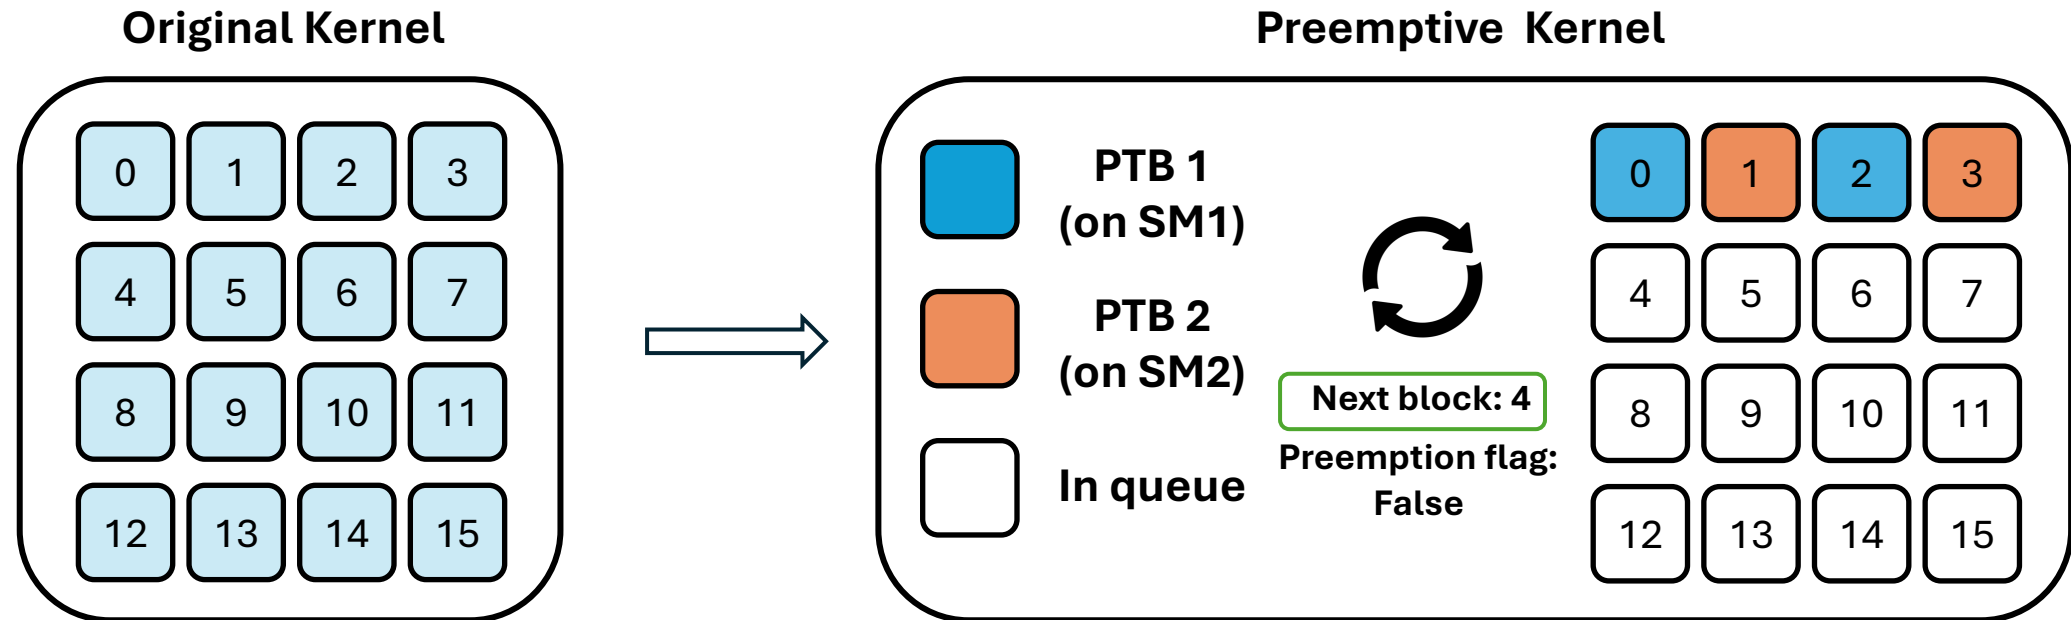 Original Kernel
0 1 2 3
4 5 6 7
8 9 10 11
12 13 14 15
Preemptive Kernel
PTB 1
(on SM1)
PTB 2
(on SM2)
In queue
Next block: 4
Preemption flag:
False
0 1 2 3
4 5 6 7
8 9 10 11
12 13 14 15